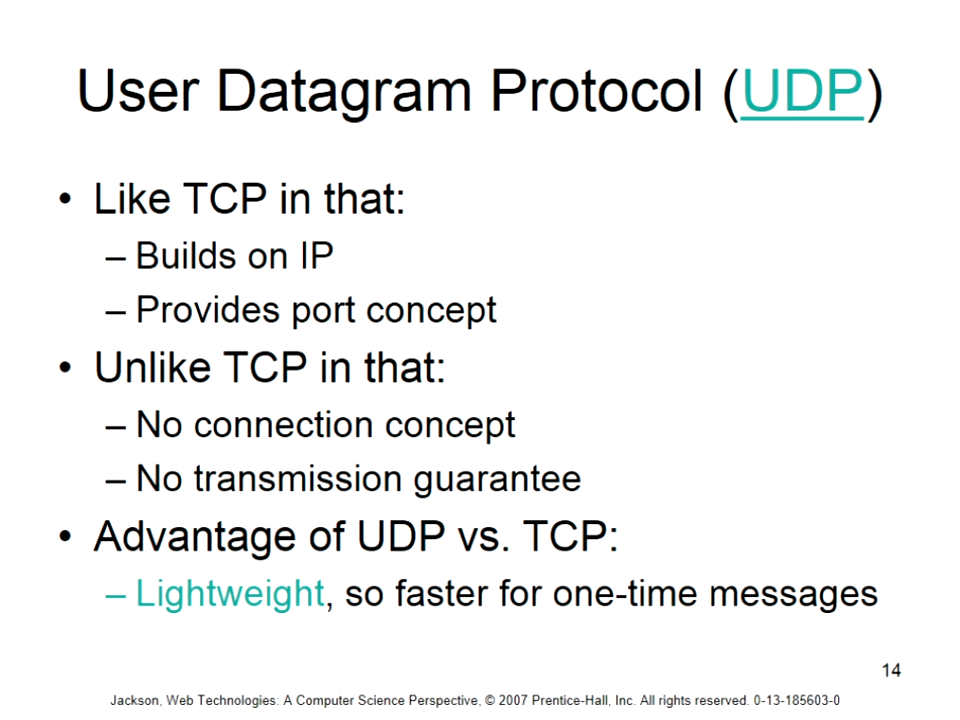 User Datagram Protocol (UDP)
• Like TCP in that:
– Builds on IP
– Provides port concept
• Unlike TCP in that:
– No connection concept
– No transmission guarantee
• Advantage of UDP vs. TCP:
– Lightweight, so faster for one-time messages
14
Jackson, Web Technologies: A Computer Science Perspective, © 2007 Prentice-Hall, Inc. All rights reserved. 0-13-185603-0